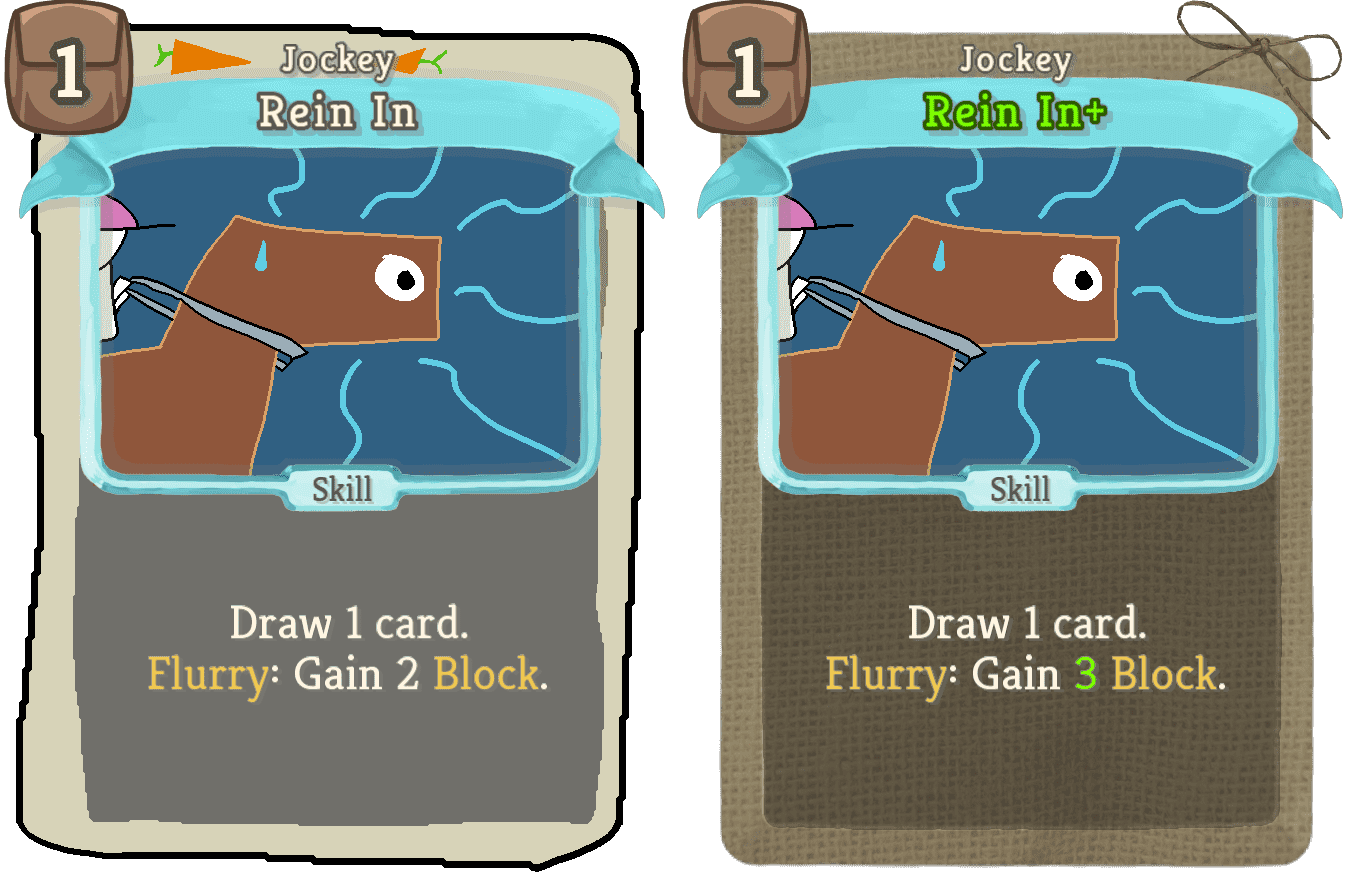 1
Jockey
Rein In
Skill
Draw 1 card.
Flurry: Gain 2 Block.
1
Jockey
Rein In+
Skill
Draw 1 card.
Flurry: Gain 3 Block.